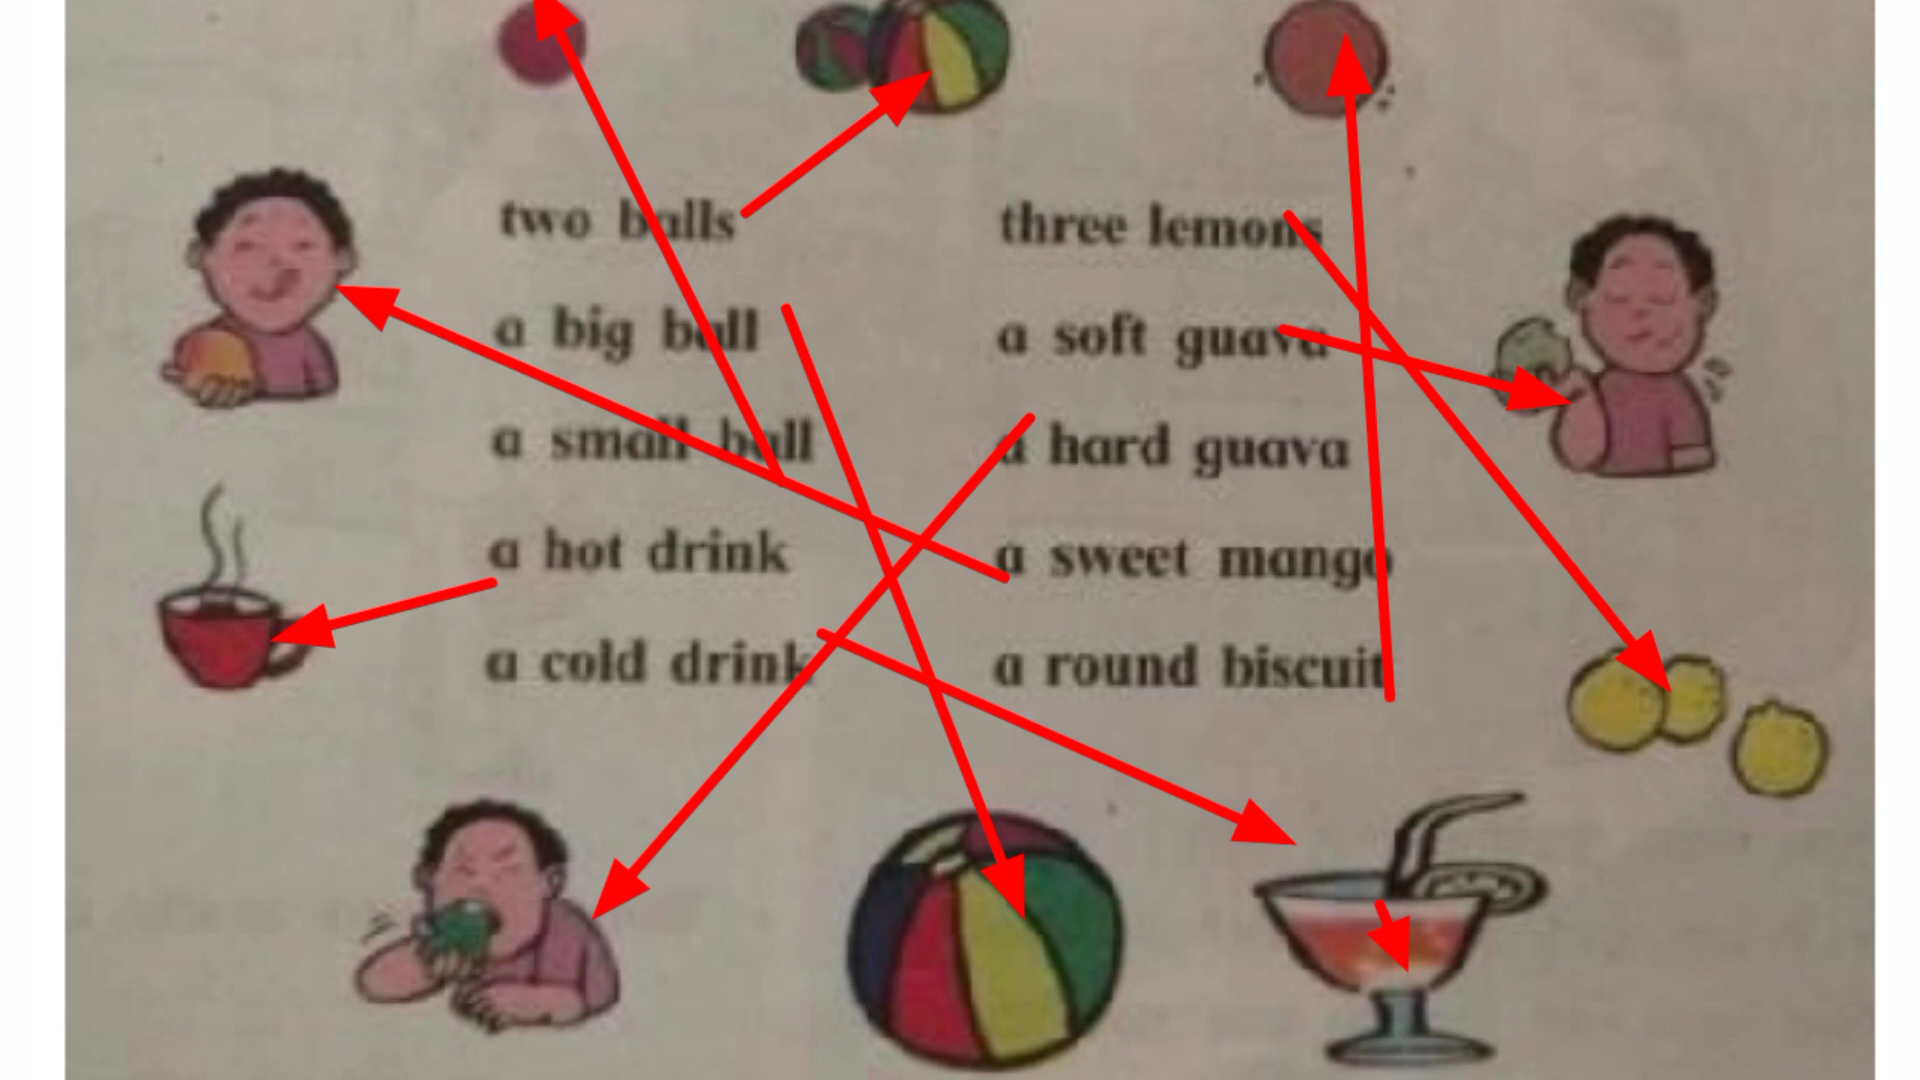 two balls
a big ball
a small ball
a hot drink
a cold drink
three lemons
a soft guava
a hard guava
a sweet mango
a round biscuit